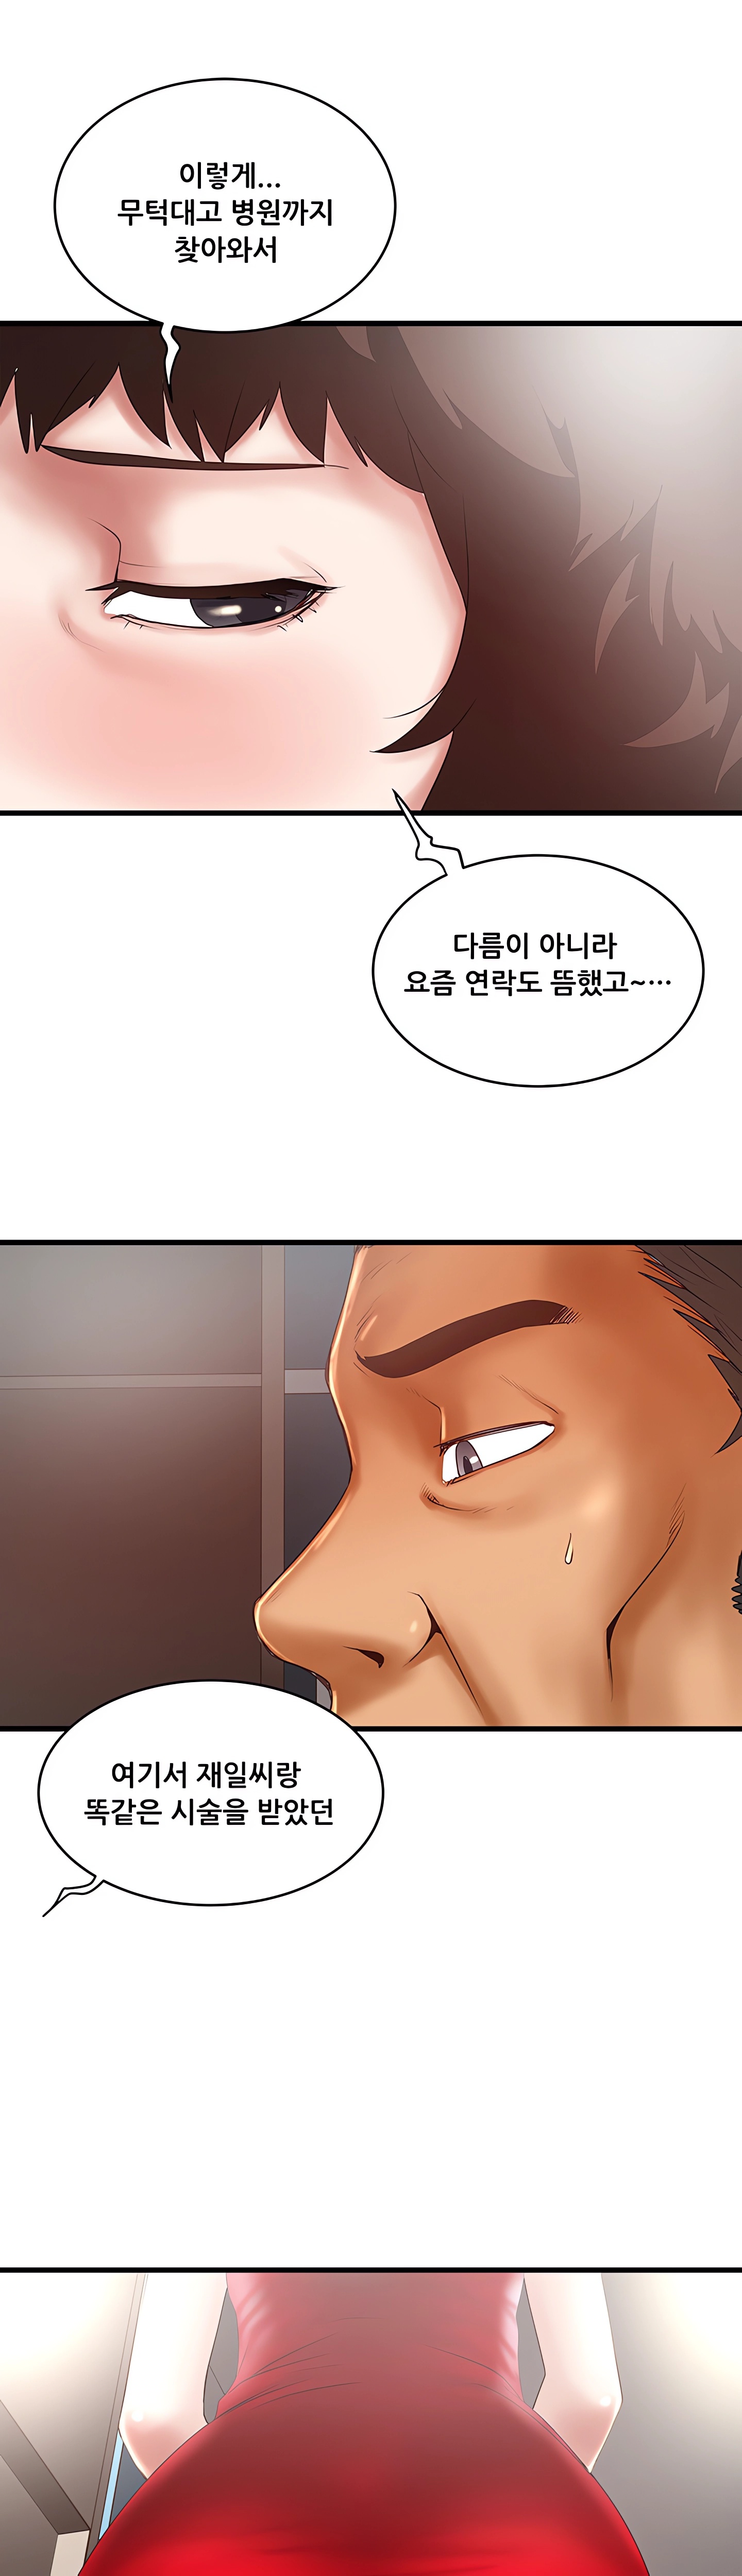 이렇게...
무턱대고 병원까지
찾아와서
다름이 아니라
요즘 연락도 뜸했고~...
여기서 재일씨랑
똑같은 시술을 받았던